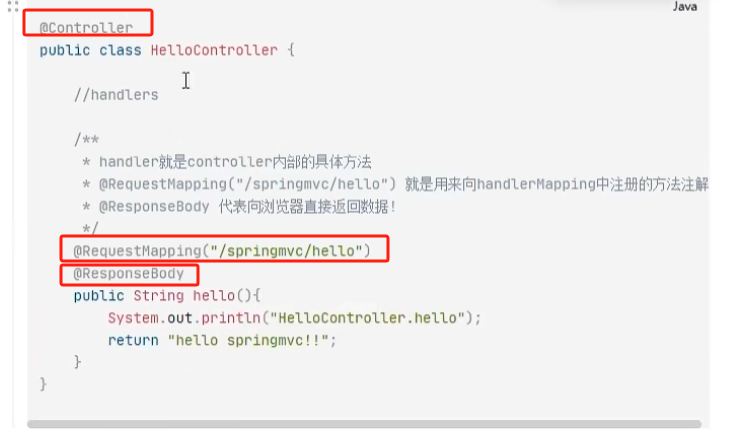 Java
@Controller
public class HelloController {
//handlers
/**
* handler就是controller内部的具体方法
* @RequestMapping("/springmvc/hello") 就是用来向handlerMapping中注册的方法注解
* @ResponseBody 代表向浏览器直接返回数据!
*/
@RequestMapping("/springmvc/hello")
@ResponseBody
public String hello(){
System.out.println("HelloController.hello");
return "hello springmvc!!";
}
}